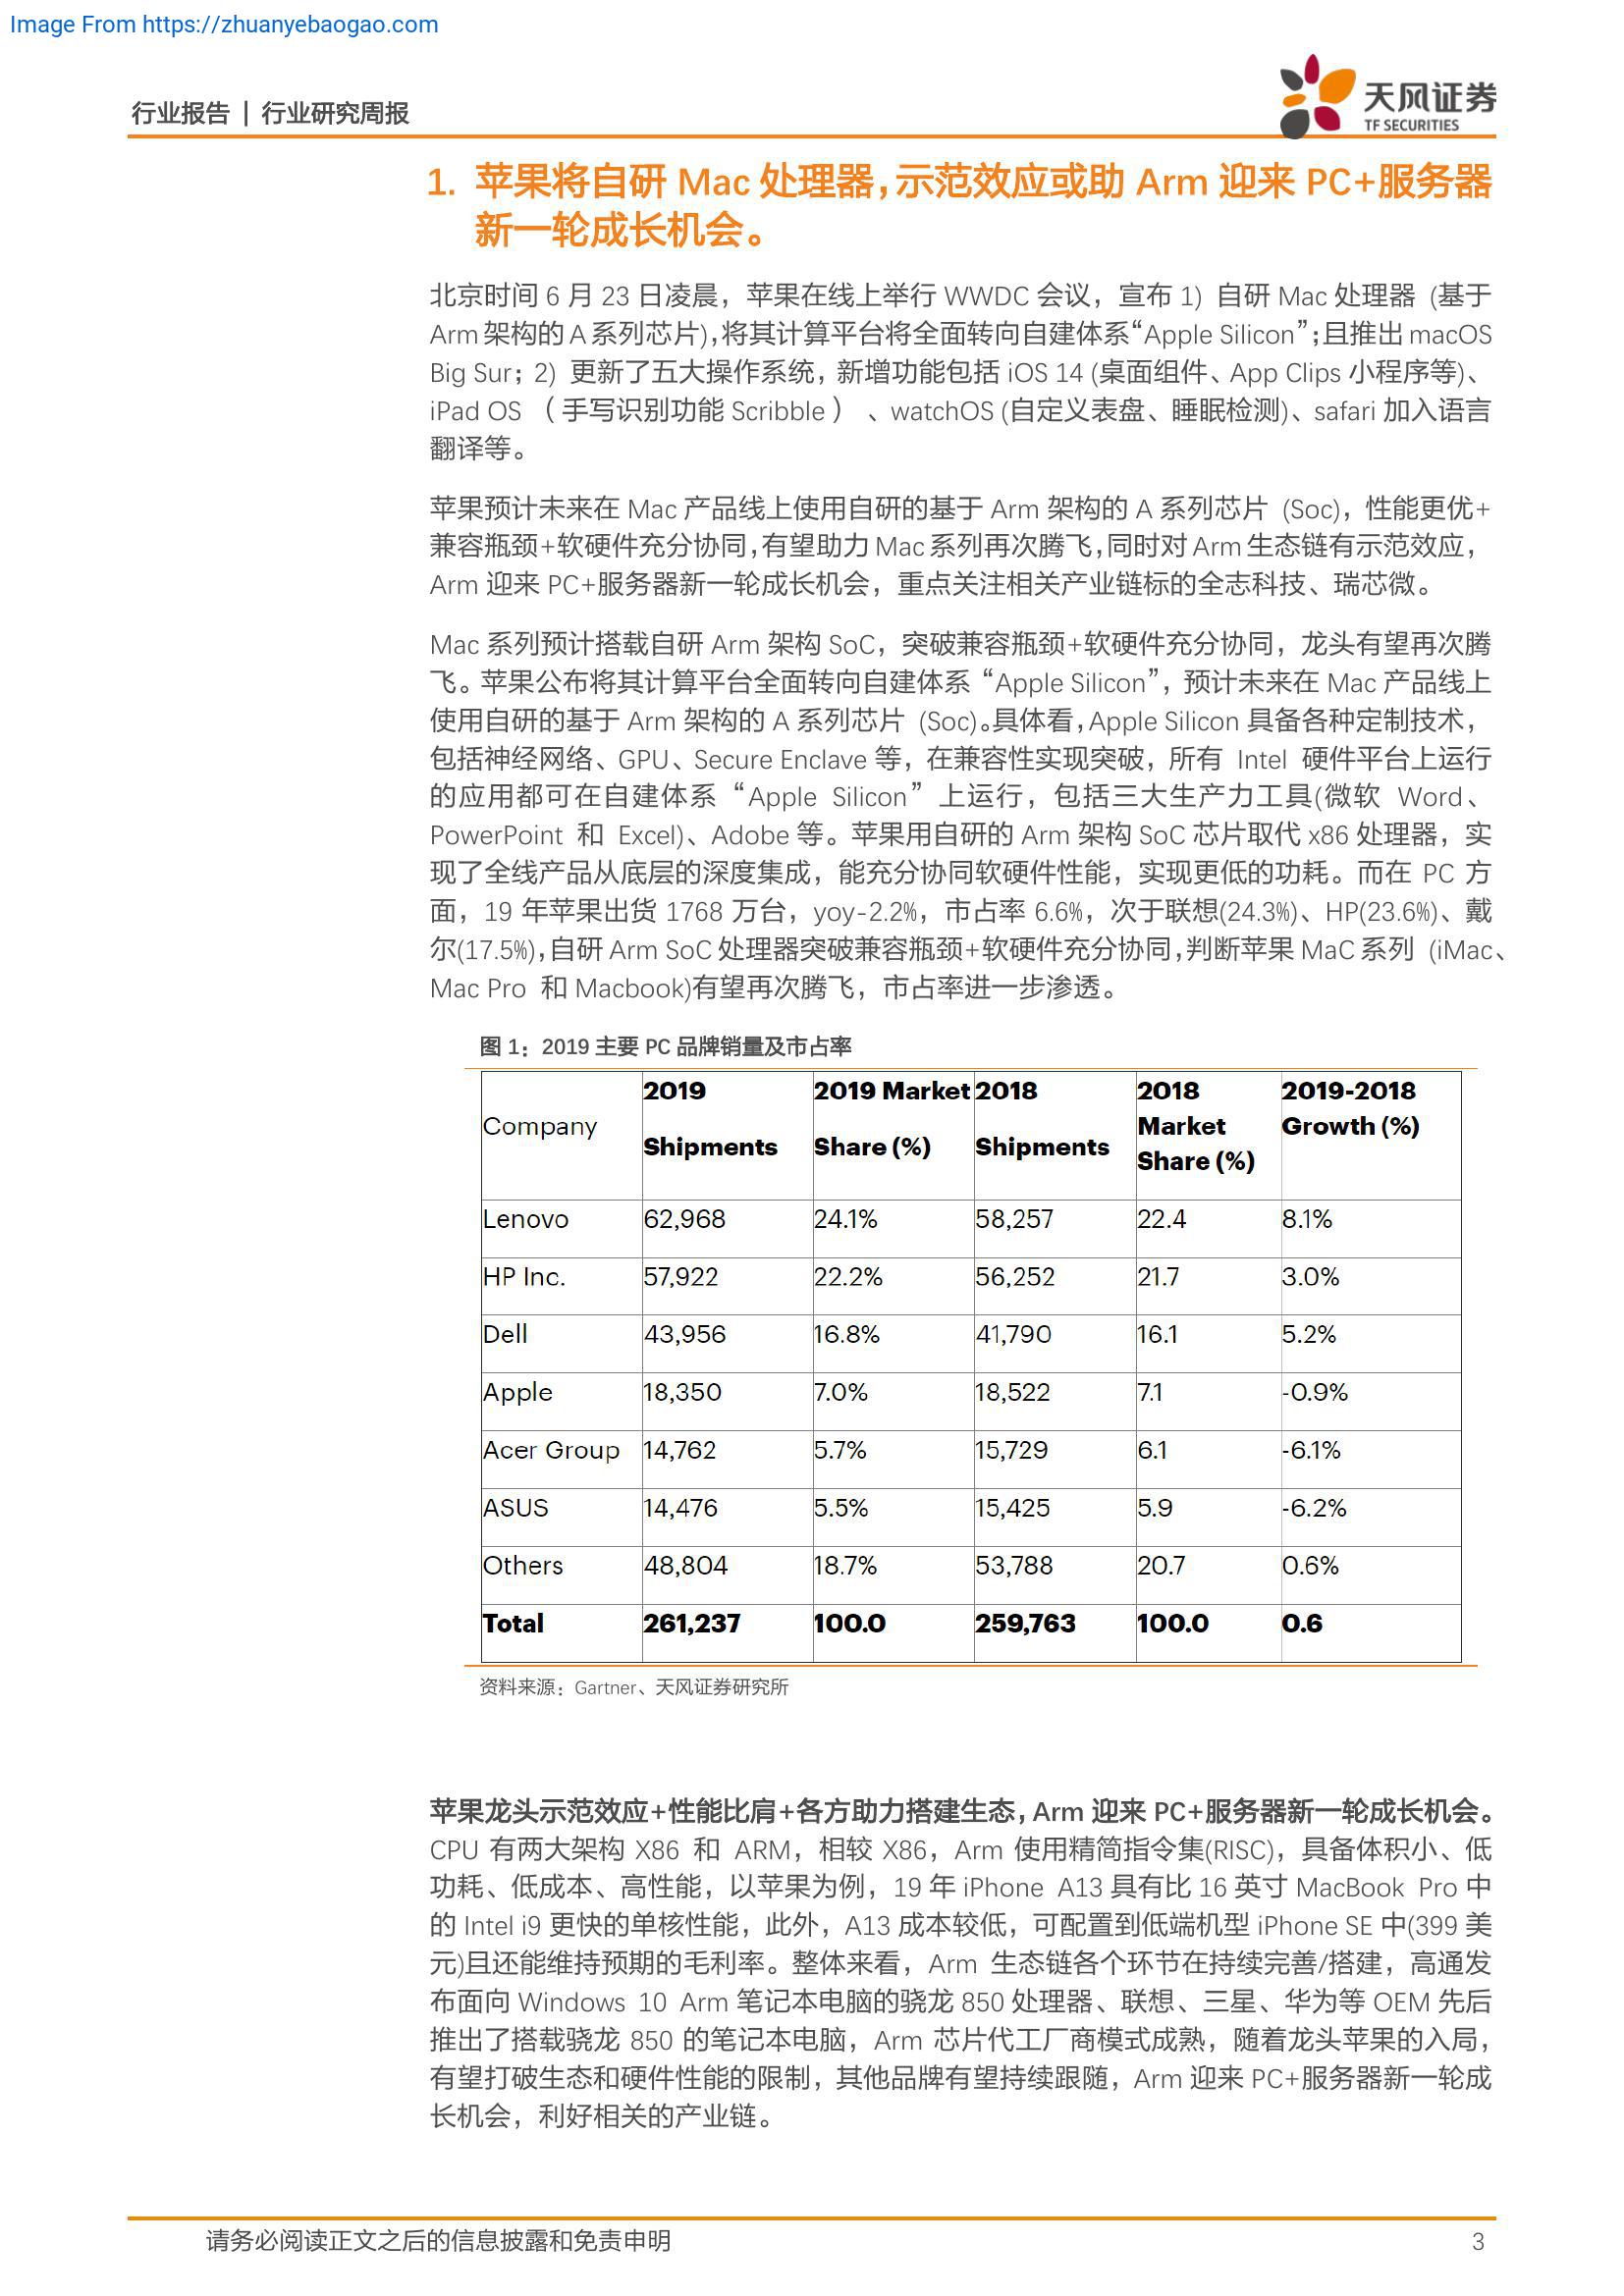 Image From https://zhuanyebaogao.com
行业报告 | 行业研究周报
天风证券
TF SECURITIES
1. 苹果将自研 Mac 处理器，示范效应或助 Arm 迎来 PC+服务器
新一轮成长机会。
北京时间 6 月 23 日凌晨，苹果在线上举行 WWDC 会议，宣布 1) 自研 Mac 处理器 (基于
Arm 架构的 A 系列芯片)，将其计算平台将全面转向自建体系“Apple Silicon”；且推出 macOS
Big Sur；2) 更新了五大操作系统，新增功能包括 iOS 14 (桌面组件、App Clips 小程序等)、
iPad OS （手写识别功能 Scribble） 、watchOS (自定义表盘、睡眠检测)、safari 加入语言
翻译等。
苹果预计未来在 Mac 产品线上使用自研的基于 Arm 架构的 A 系列芯片 (Soc)，性能更优+
兼容瓶颈+软硬件充分协同，有望助力 Mac 系列再次腾飞，同时对 Arm 生态链有示范效应，
Arm 迎来 PC+服务器新一轮成长机会，重点关注相关产业链标的全志科技、瑞芯微。
Mac 系列预计搭载自研 Arm 架构 SoC，突破兼容瓶颈+软硬件充分协同，龙头有望再次腾
飞。苹果公布将其计算平台全面转向自建体系“Apple Silicon”，预计未来在 Mac 产品线上
使用自研的基于 Arm 架构的 A 系列芯片 (Soc)。具体看，Apple Silicon 具备各种定制技术，
包括神经网络、GPU、Secure Enclave 等，在兼容性实现突破，所有 Intel 硬件平台上运行
的应用都可在自建体系“Apple Silicon”上运行，包括三大生产力工具(微软 Word、
PowerPoint 和 Excel)、Adobe 等。苹果用自研的 Arm 架构 SoC 芯片取代 x86 处理器，实
现了全线产品从底层的深度集成，能充分协同软硬件性能，实现更低的功耗。而在 PC 方
面，19 年苹果出货 1768 万台，yoy-2.2%，市占率 6.6%，次于联想(24.3%)、HP(23.6%)、戴
尔(17.5%)，自研 Arm SoC 处理器突破兼容瓶颈+软硬件充分协同，判断苹果 MaC 系列 (iMac、
Mac Pro 和 Macbook)有望再次腾飞，市占率进一步渗透。
图 1：2019 主要 PC 品牌销量及市占率
Company 2019 Shipments 2019 Market Share (%) 2018 Shipments 2018 Market Share (%) 2019-2018 Growth (%)
Lenovo 62,968 24.1% 58,257 22.4 8.1%
HP Inc. 57,922 22.2% 56,252 21.7 3.0%
Dell 43,956 16.8% 41,790 16.1 5.2%
Apple 18,350 7.0% 18,522 7.1 -0.9%
Acer Group 14,762 5.7% 15,729 6.1 -6.1%
ASUS 14,476 5.5% 15,425 5.9 -6.2%
Others 48,804 18.7% 53,788 20.7 0.6%
Total 261,237 100.0 259,763 100.0 0.6
资料来源：Gartner、天风证券研究所
苹果龙头示范效应+性能比肩+各方助力搭建生态，Arm 迎来 PC+服务器新一轮成长机会。
CPU 有两大架构 X86 和 ARM，相较 X86，Arm 使用精简指令集(RISC)，具备体积小、低
功耗、低成本、高性能，以苹果为例，19 年 iPhone A13 具有比 16 英寸 MacBook Pro 中
的 Intel i9 更快的单核性能，此外，A13 成本较低，可配置到低端机型 iPhone SE 中(399 美
元)且还能维持预期的毛利率。整体来看，Arm 生态链各个环节在持续完善/搭建，高通发
布面向 Windows 10 Arm 笔记本电脑的骁龙 850 处理器、联想、三星、华为等 OEM 先后
推出了搭载骁龙 850 的笔记本电脑，Arm 芯片代工厂商模式成熟，随着龙头苹果的入局，
有望打破生态和硬件性能的限制，其他品牌有望持续跟随，Arm 迎来 PC+服务器新一轮成
长机会，利好相关的产业链。
请务必阅读正文之后的信息披露和免责申明
3